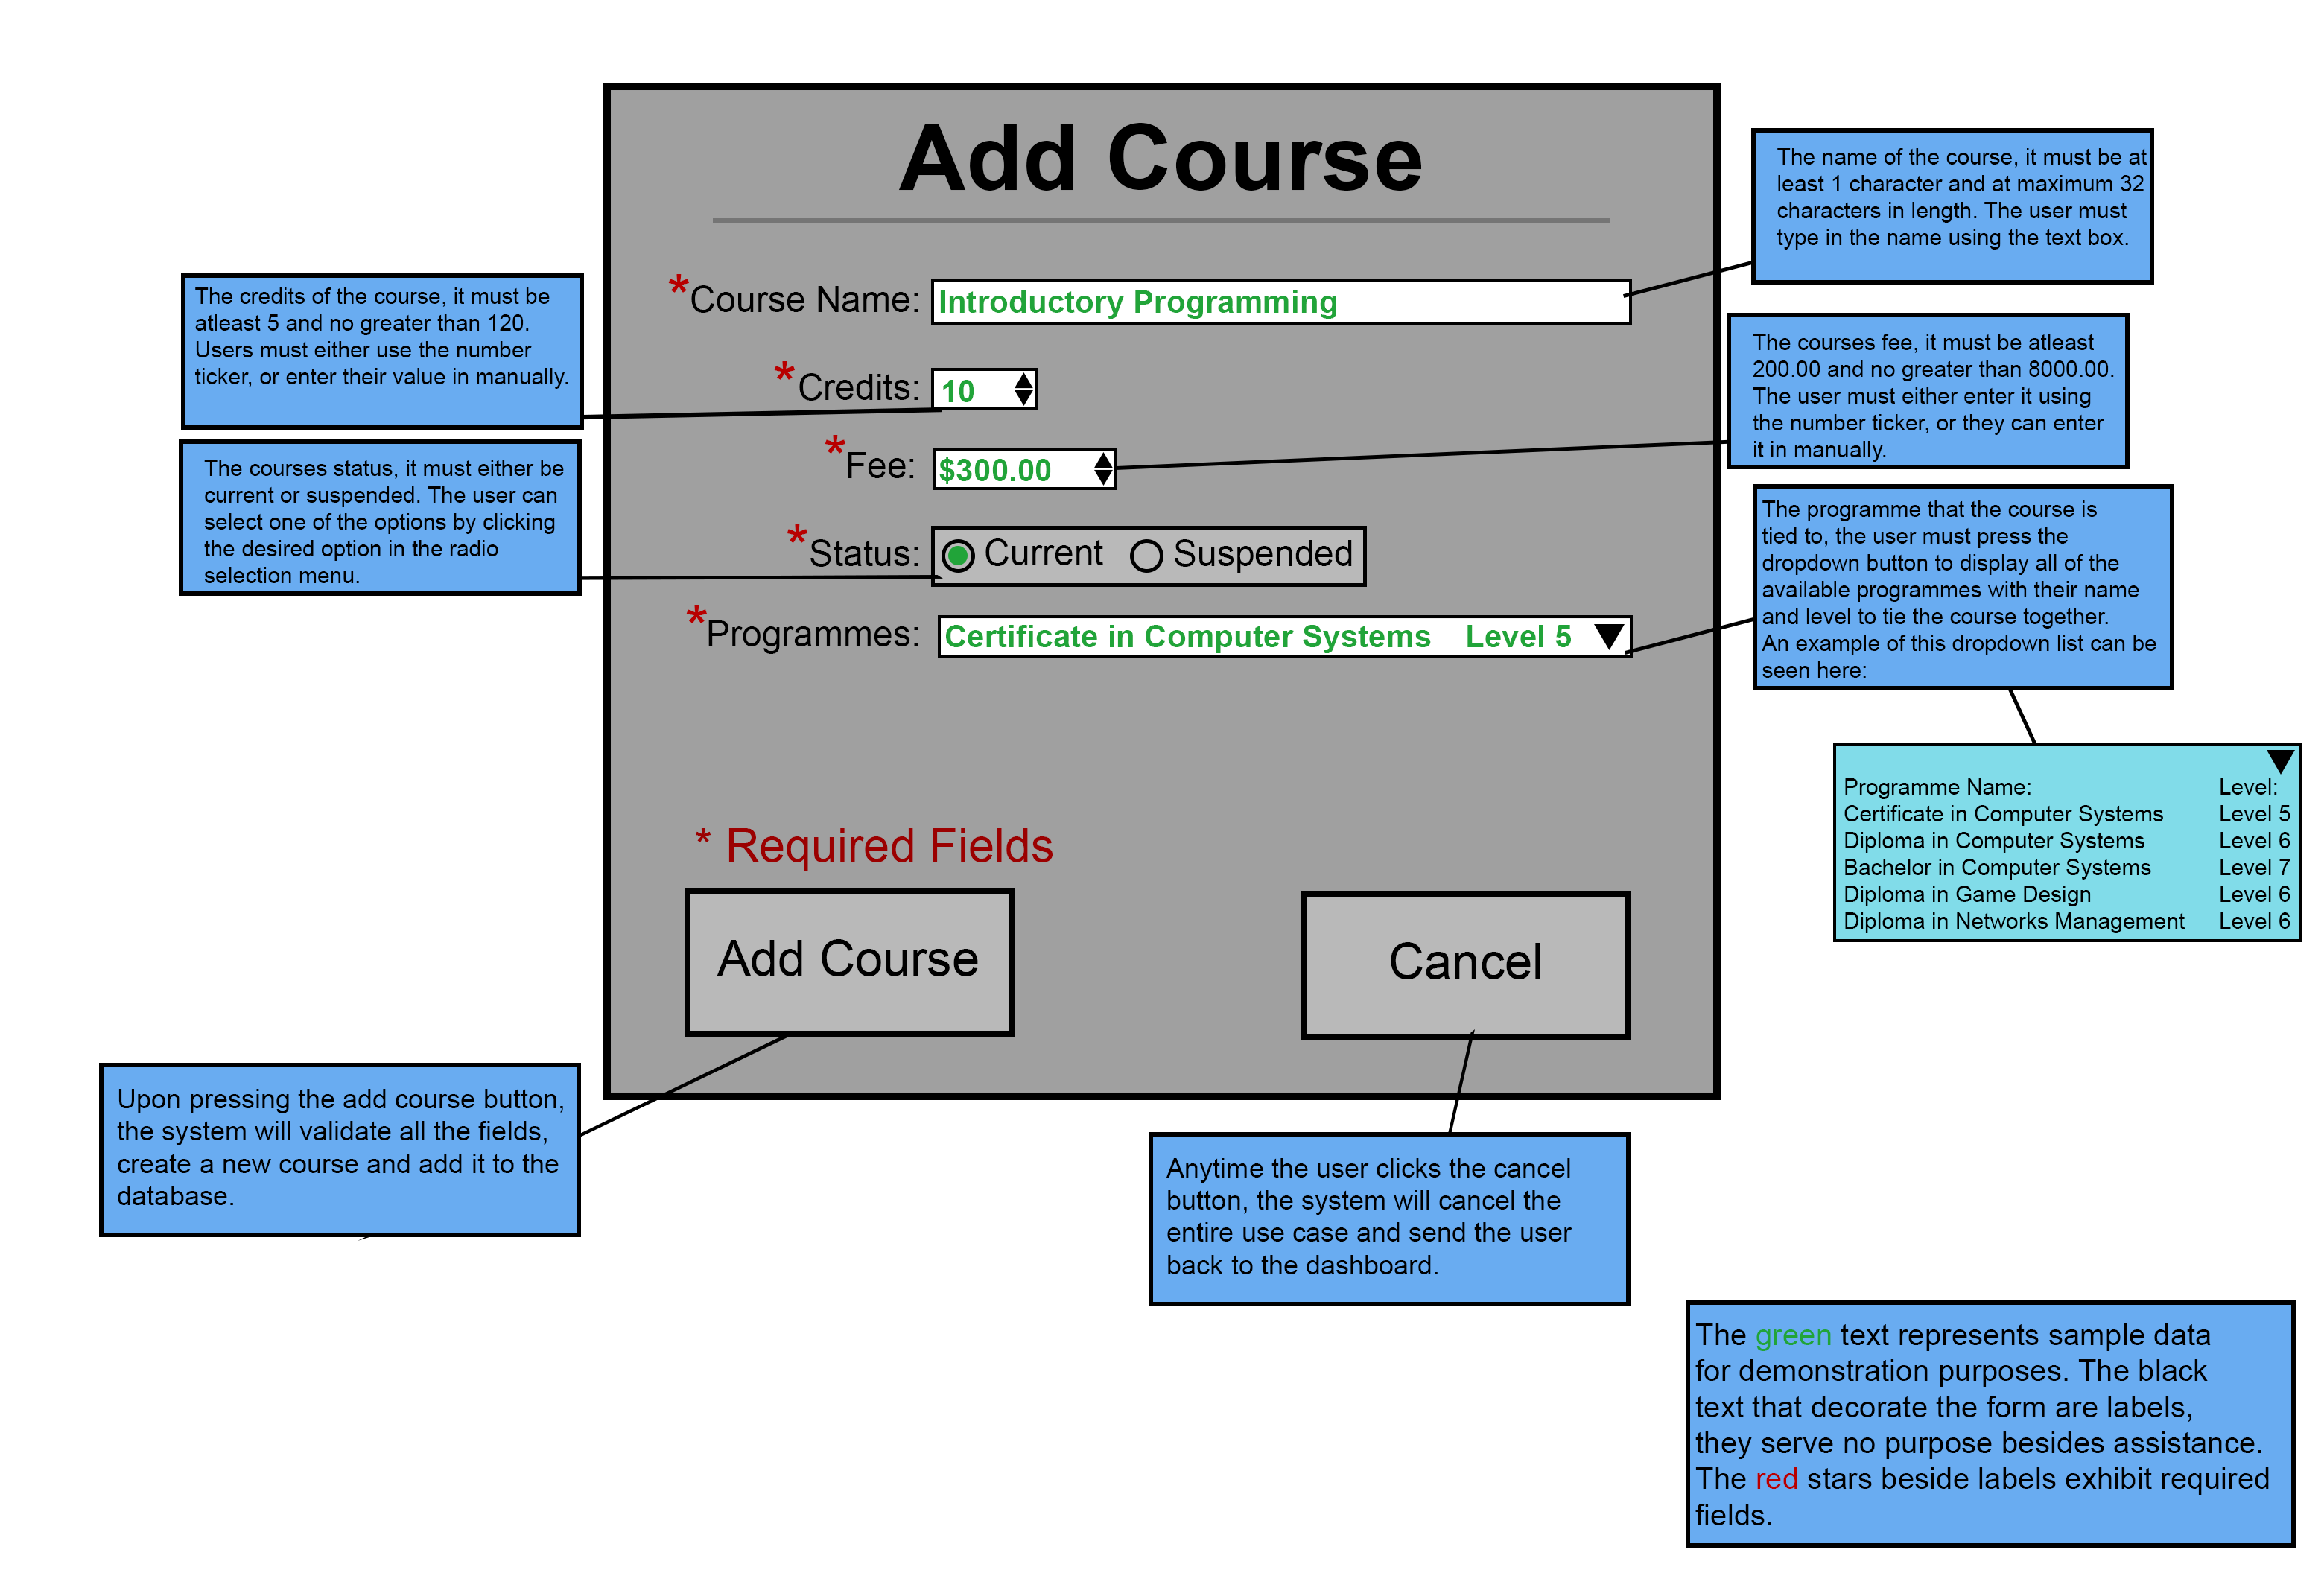 Add Course
*Course Name: Introductory Programming
*Credits: 10
*Fee: $300.00
*Status: Current Suspended
*Programmes: Certificate in Computer Systems Level 5
* Required Fields
Add Course
Cancel
The credits of the course, it must be
atleast 5 and no greater than 120.
Users must either use the number
ticker, or enter their value in manually.
The courses status, it must either be
current or suspended. The user can
select one of the options by clicking
the desired option in the radio
selection menu.
The name of the course, it must be at
least 1 character and at maximum 32
characters in length. The user must
type in the name using the text box.
The courses fee, it must be atleast
200.00 and no greater than 8000.00.
The user must either enter it using
the number ticker, or they can enter
it in manually.
The programme that the course is
tied to, the user must press the
dropdown button to display all of the
available programmes with their name
and level to tie the course together.
An example of this dropdown list can be
seen here:
Programme Name: Level:
Certificate in Computer Systems Level 5
Diploma in Computer Systems Level 6
Bachelor in Computer Systems Level 7
Diploma in Game Design Level 6
Diploma in Networks Management Level 6
Upon pressing the add course button,
the system will validate all the fields,
create a new course and add it to the
database.
Anytime the user clicks the cancel
button, the system will cancel the
entire use case and send the user
back to the dashboard.
The green text represents sample data
for demonstration purposes. The black
text that decorate the form are labels,
they serve no purpose besides assistance.
The red stars beside labels exhibit required
fields.